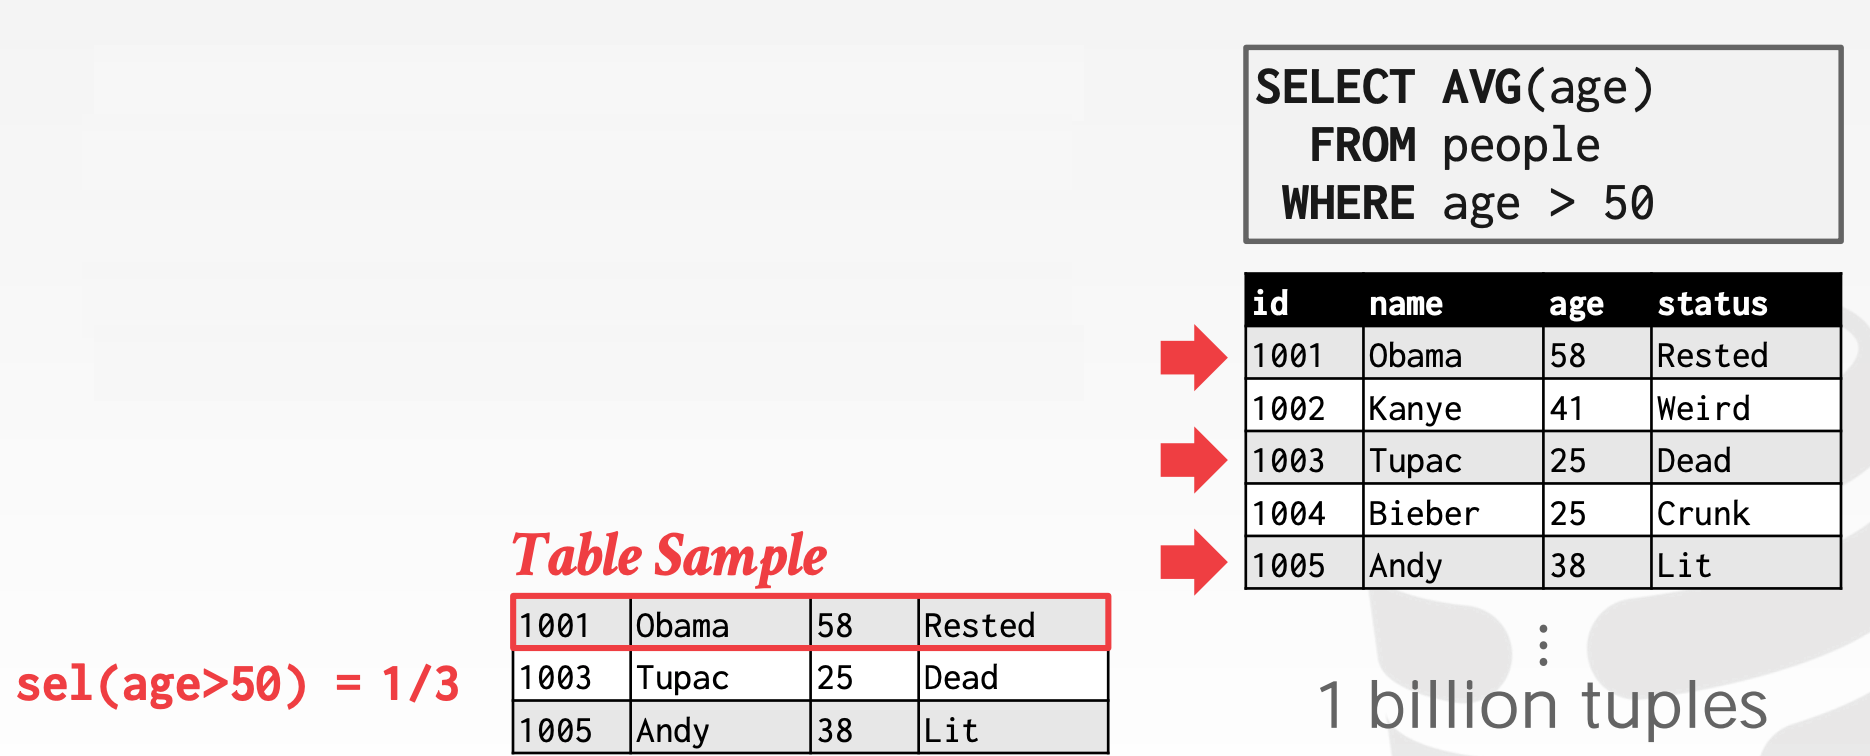 SELECT AVG(age)
FROM people
WHERE age > 50
id name age status
1001 Obama 58 Rested
1002 Kanye 41 Weird
1003 Tupac 25 Dead
1004 Bieber 25 Crunk
1005 Andy 38 Lit
⋮
1 billion tuples
Table Sample
1001 Obama 58 Rested
1003 Tupac 25 Dead
1005 Andy 38 Lit
sel(age>50) = 1/3